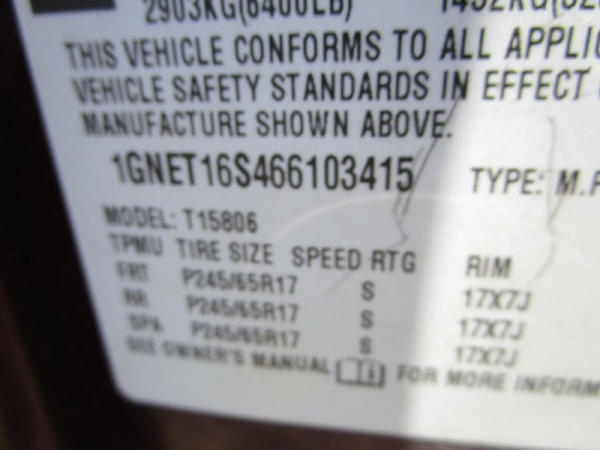 2903KG(6400LB)
THIS VEHICLE CONFORMS TO ALL APPLI
VEHICLE SAFETY STANDARDS IN EFFECT
MANUFACTURE SHOWN ABOVE.
1GNET16S466103415 TYPE: M.P
MODEL: T15806
TPMU TIRE SIZE SPEED RTG RIM
FRT P245/65R17 S 17X7J
RR P245/65R17 S 17X7J
SPA P245/65R17 S 17X7J
SEE OWNER'S MANUAL FOR MORE INFORM